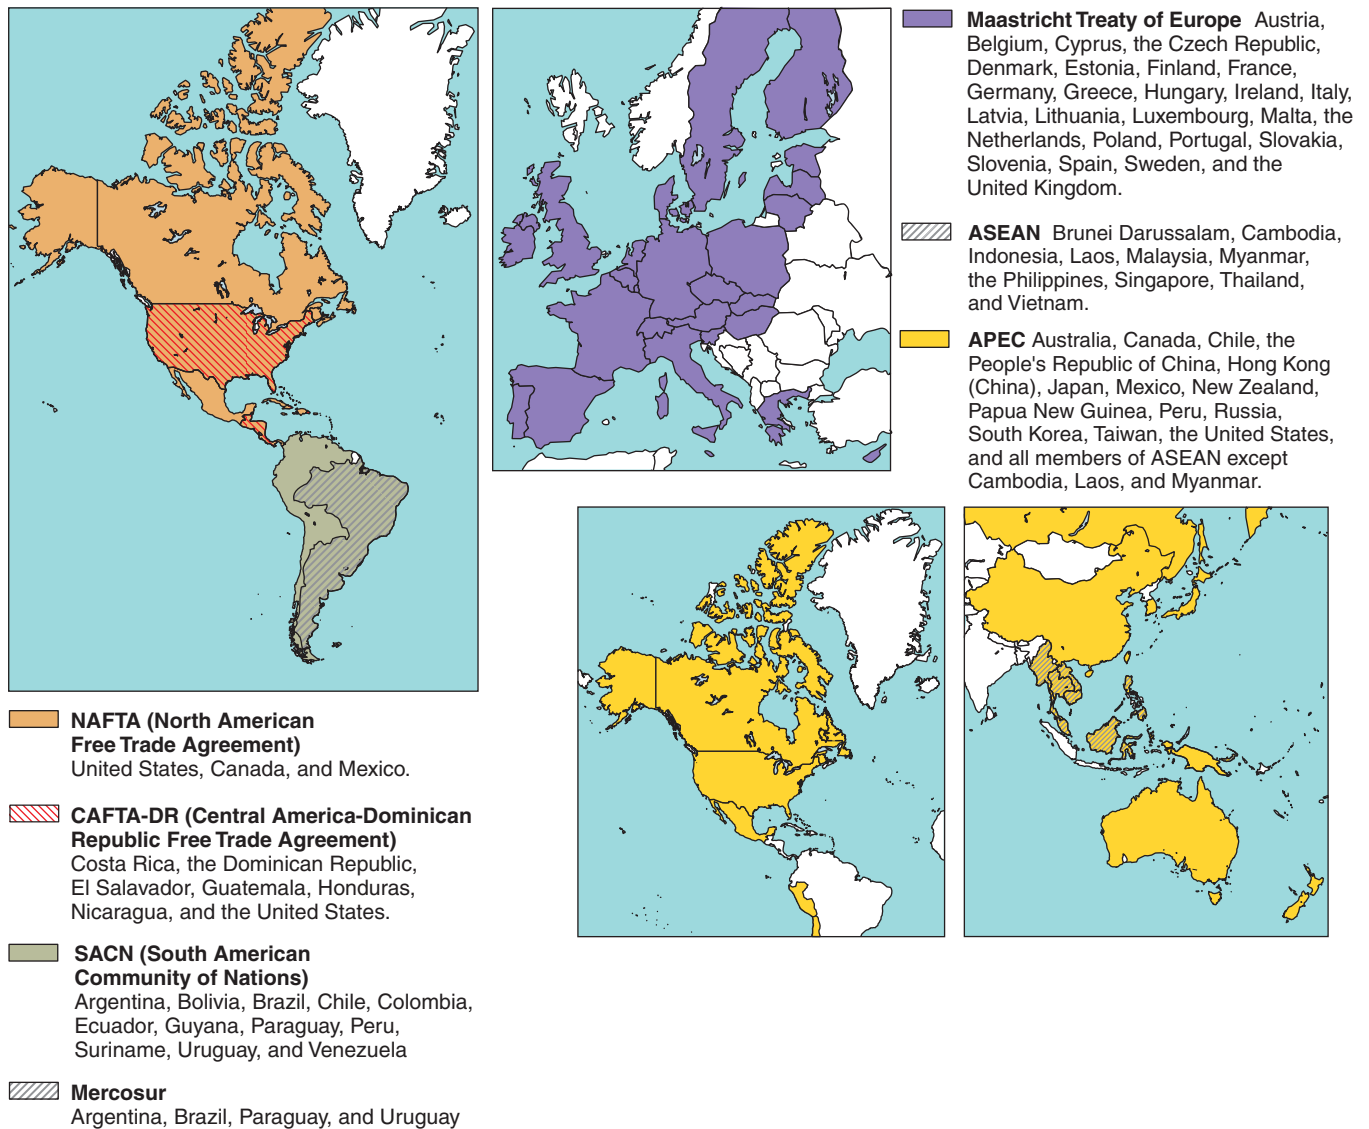 Maastricht Treaty of Europe Austria,
Belgium, Cyprus, the Czech Republic,
Denmark, Estonia, Finland, France,
Germany, Greece, Hungary, Ireland, Italy,
Latvia, Lithuania, Luxembourg, Malta, the
Netherlands, Poland, Portugal, Slovakia,
Slovenia, Spain, Sweden, and the
United Kingdom.
ASEAN Brunei Darussalam, Cambodia,
Indonesia, Laos, Malaysia, Myanmar,
the Philippines, Singapore, Thailand,
and Vietnam.
APEC Australia, Canada, Chile, the
People's Republic of China, Hong Kong
(China), Japan, Mexico, New Zealand,
Papua New Guinea, Peru, Russia,
South Korea, Taiwan, the United States,
and all members of ASEAN except
Cambodia, Laos, and Myanmar.
NAFTA (North American
Free Trade Agreement)
United States, Canada, and Mexico.
CAFTA-DR (Central America-Dominican
Republic Free Trade Agreement)
Costa Rica, the Dominican Republic,
El Salavador, Guatemala, Honduras,
Nicaragua, and the United States.
SACN (South American
Community of Nations)
Argentina, Bolivia, Brazil, Chile, Colombia,
Ecuador, Guyana, Paraguay, Peru,
Suriname, Uruguay, and Venezuela
Mercosur
Argentina, Brazil, Paraguay, and Uruguay